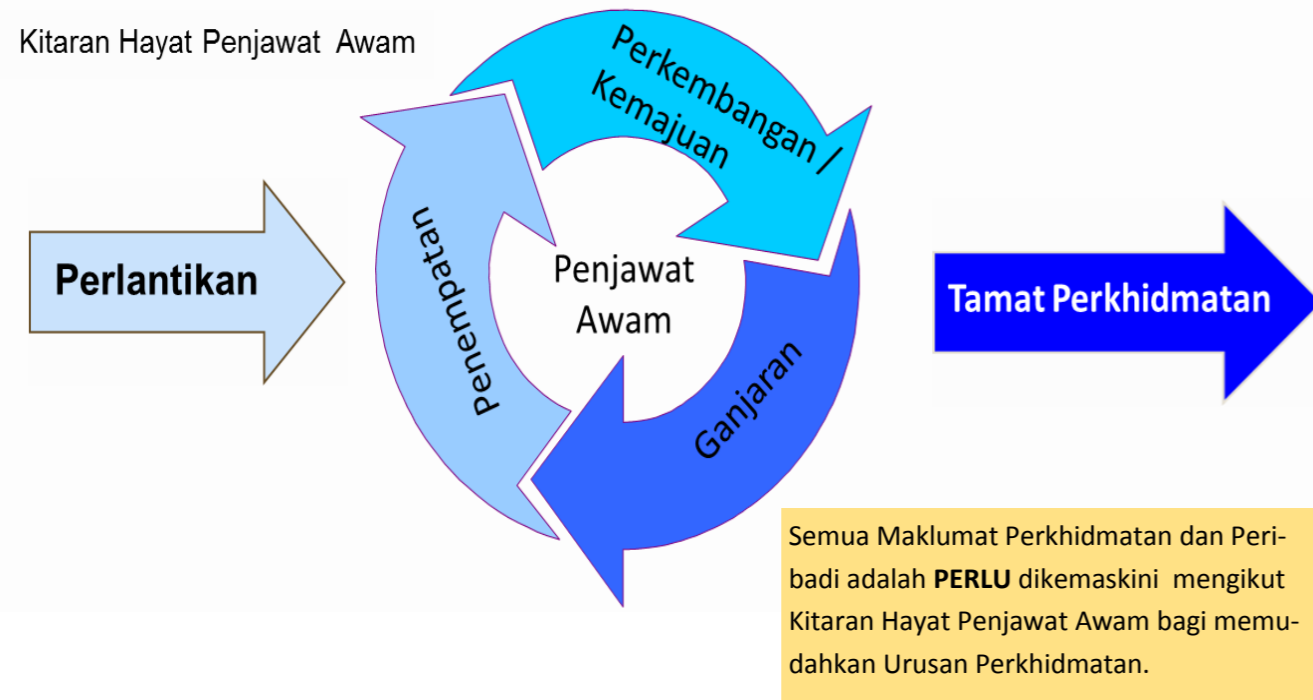 Kitaran Hayat Penjawat Awam
Perkembangan /
Kemajuan
Penempatan
Perlantikan
Penjawat
Awam
Tamat Perkhidmatan
Ganjaran
Semua Maklumat Perkhidmatan dan Peri-
badi adalah PERLU dikemaskini mengikut
Kitaran Hayat Penjawat Awam bagi memu-
dahkan Urusan Perkhidmatan.